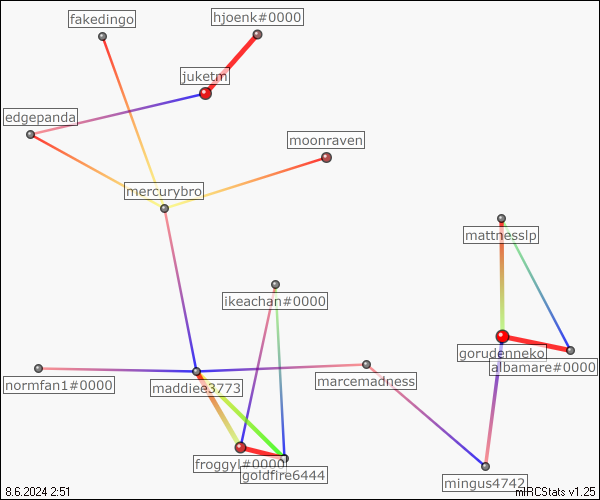 fakedingo
hjoenk#0000
juketm
edgepanda
moonraven
mercurybro
mattnesslp
ikeachan#0000
gorudenneko
albamare#0000
normfan1#0000
maddiee3773
marcemadness
froggyl#0000
goldfire6444
mingus4742
8.6.2024 2:51
mIRCStats v1.25